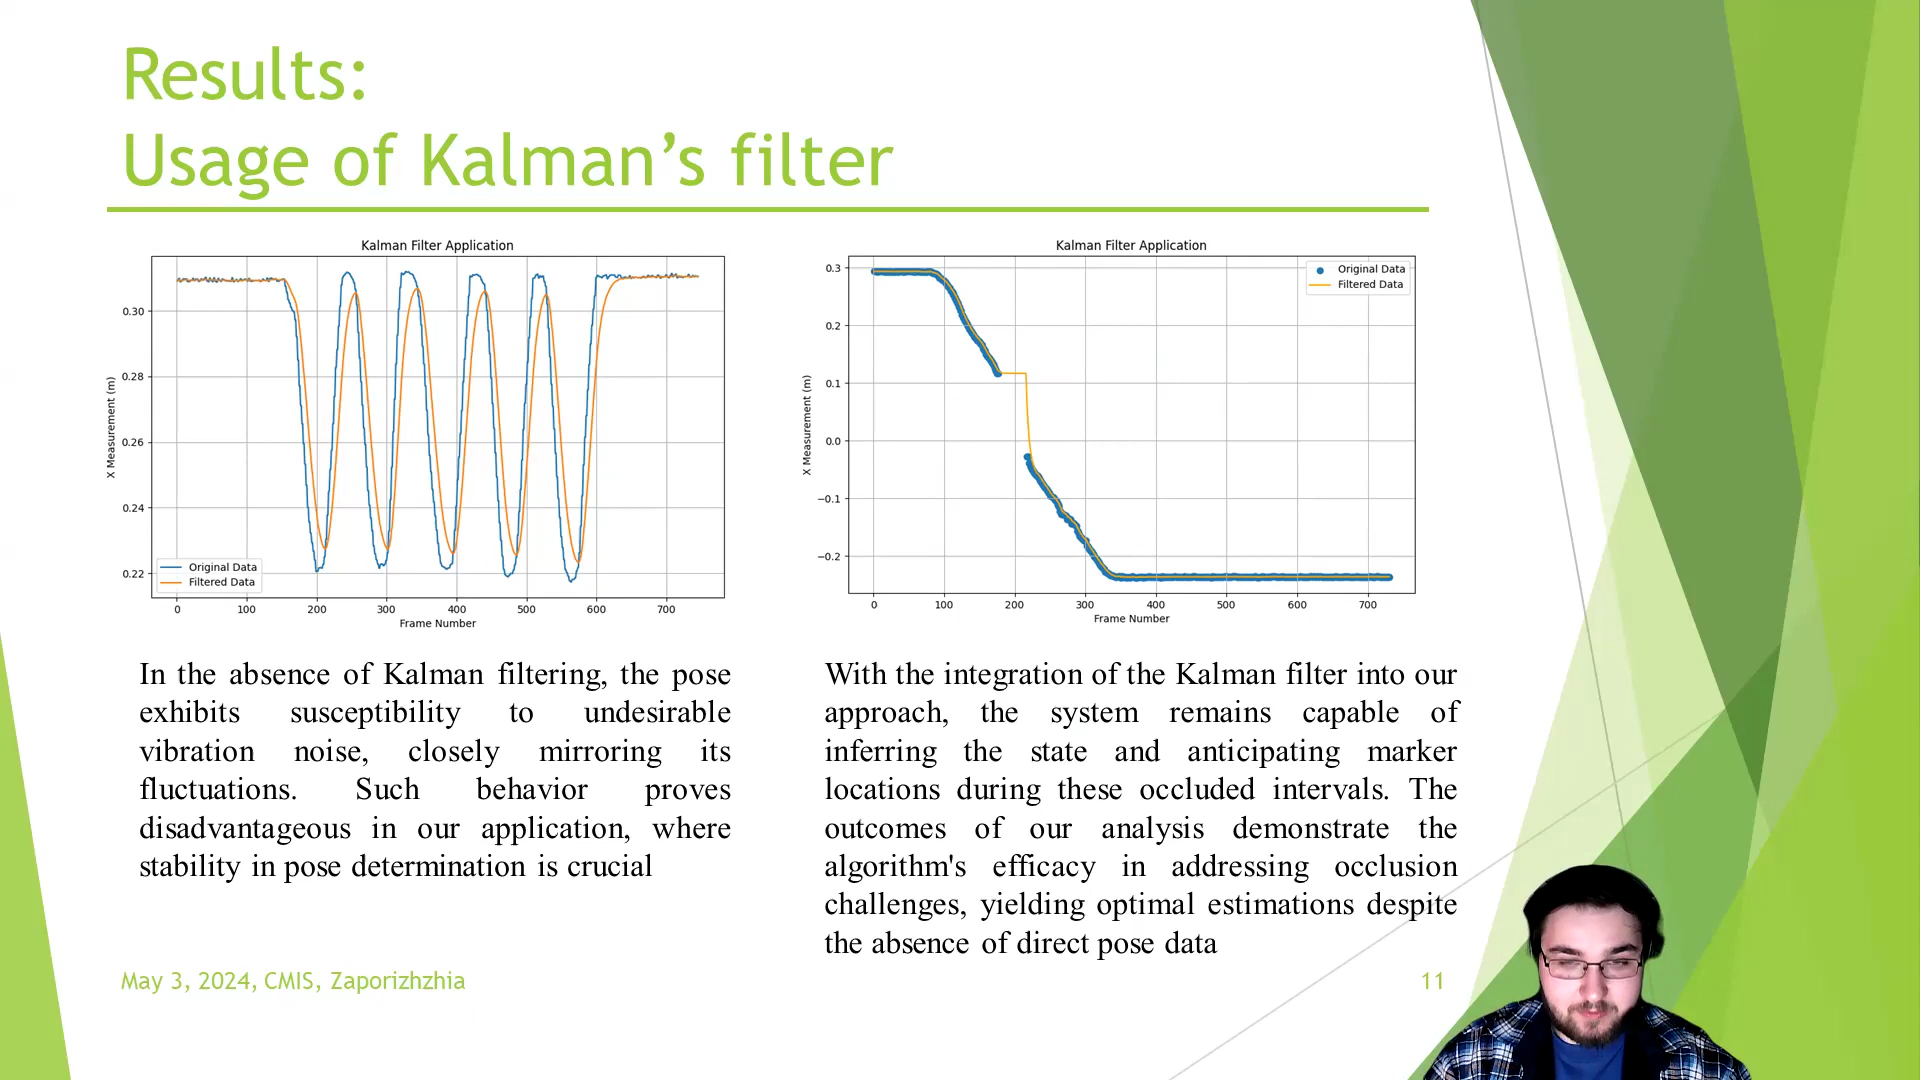 Results:
Usage of Kalman’s filter
Kalman Filter Application
X Measurement (m)
0.30
0.28
0.26
0.24
0.22
Original Data
Filtered Data
0 100 200 300 400 500 600 700
Frame Number
Kalman Filter Application
X Measurement (m)
0.3
0.2
0.1
0.0
−0.1
−0.2
Original Data
Filtered Data
0 100 200 300 400 500 600 700
Frame Number
In the absence of Kalman filtering, the pose
exhibits susceptibility to undesirable
vibration noise, closely mirroring its
fluctuations. Such behavior proves
disadvantageous in our application, where
stability in pose determination is crucial
With the integration of the Kalman filter into our
approach, the system remains capable of
inferring the state and anticipating marker
locations during these occluded intervals. The
outcomes of our analysis demonstrate the
algorithm's efficacy in addressing occlusion
challenges, yielding optimal estimations despite
the absence of direct pose data
May 3, 2024, CMIS, Zaporizhzhia
11